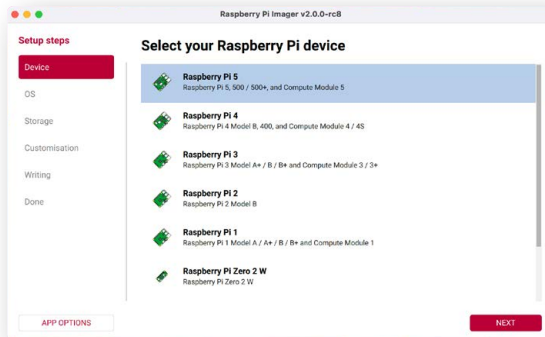 Raspberry Pi Imager v2.0.0-rc8
Setup steps
Device
OS
Storage
Customisation
Writing
Done
APP OPTIONS
Select your Raspberry Pi device
Raspberry Pi 5
Raspberry Pi 5, 500 / 500+, and Compute Module 5
Raspberry Pi 4
Raspberry Pi 4 Model B, 400, and Compute Module 4 / 4S
Raspberry Pi 3
Raspberry Pi 3 Model A+ / B / B+ and Compute Module 3 / 3+
Raspberry Pi 2
Raspberry Pi 2 Model B
Raspberry Pi 1
Raspberry Pi 1 Model A / A+ / B / B+ and Compute Module 1
Raspberry Pi Zero 2 W
Raspberry Pi Zero 2 W
NEXT